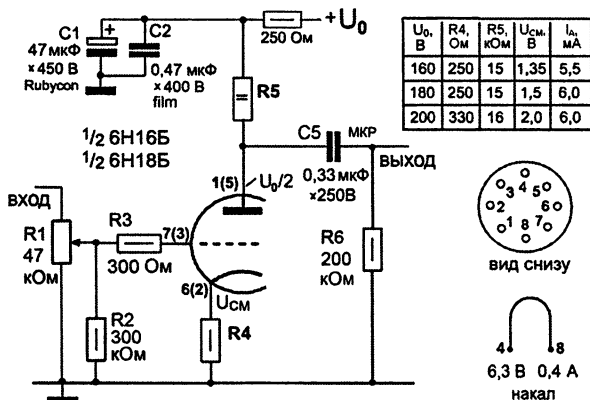 C1
47 мкФ
×450 В
Rubycon
C2
0,47 мкФ
×400 В
film
250 Ом
+U₀
R5
1/2 6Н16Б
1/2 6Н18Б
C5
МКР
0,33 мкФ
×250В
ВЫХОД
1(5)
U₀/2
ВХОД
R1
47
кОм
R3
300 Ом
7(3)
6(2)
Uсм
R2
300
кОм
R4
R6
200
кОм
U₀, В R4, Ом R5, кОм Uсм, В Iа, мА
160 250 15 1,35 5,5
180 250 15 1,5 6,0
200 330 16 2,0 6,0
4
3 5
2 6
1 7
8
вид снизу
4 8
6,3 В 0,4 А
накал